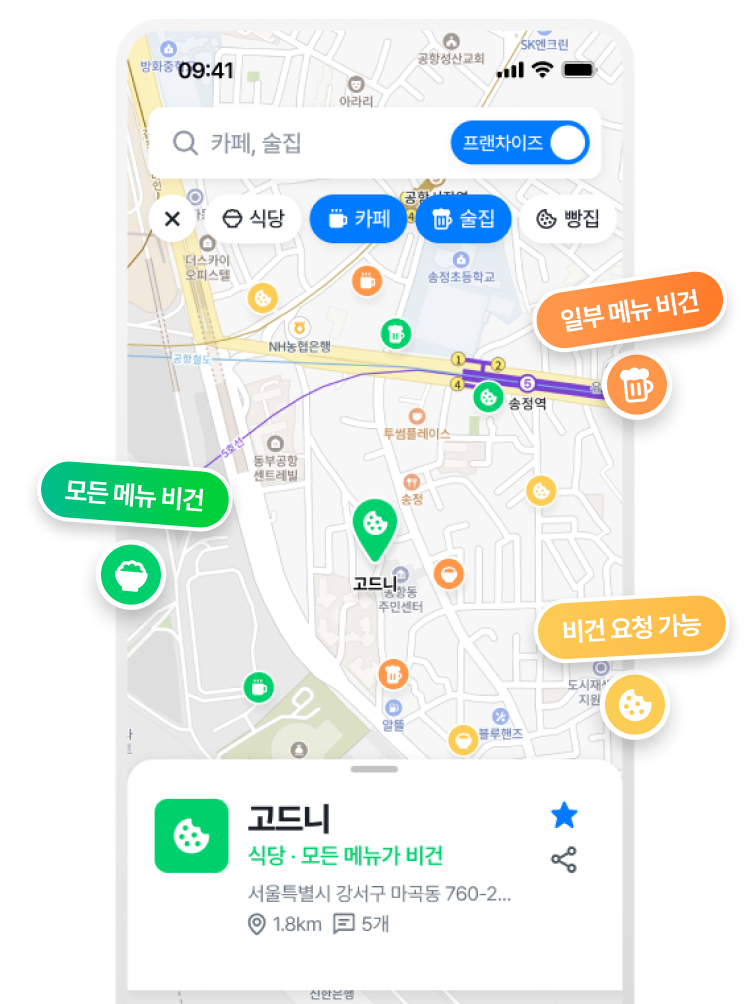 SK엔크린
공항성산교회
방화중학교
09:41
아라리
카페, 술집
프랜차이즈
식당
카페
술집
빵집
4
더스카이
오피스텔
송정초등학교
일부 메뉴 비건
NH농협은행
공항철도
1
2
4
5
송정역
투썸플레이스
5호선
동부공항
센트레빌
모든 메뉴 비건
송정
고드니
공항동
주민센터
비건 요청 가능
도시재생
지원
알뜰
블루핸즈
고드니
식당 · 모든 메뉴가 비건
서울특별시 강서구 마곡동 760-2...
1.8km
5개
신한은행